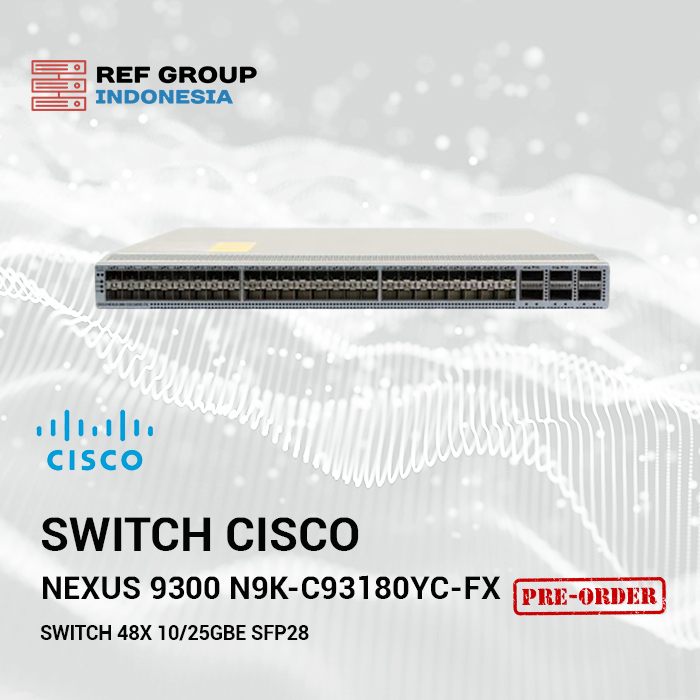 REF GROUP
INDONESIA
CISCO
SWITCH CISCO
NEXUS 9300 N9K-C93180YC-FX
PRE-ORDER
SWITCH 48X 10/25GBE SFP28